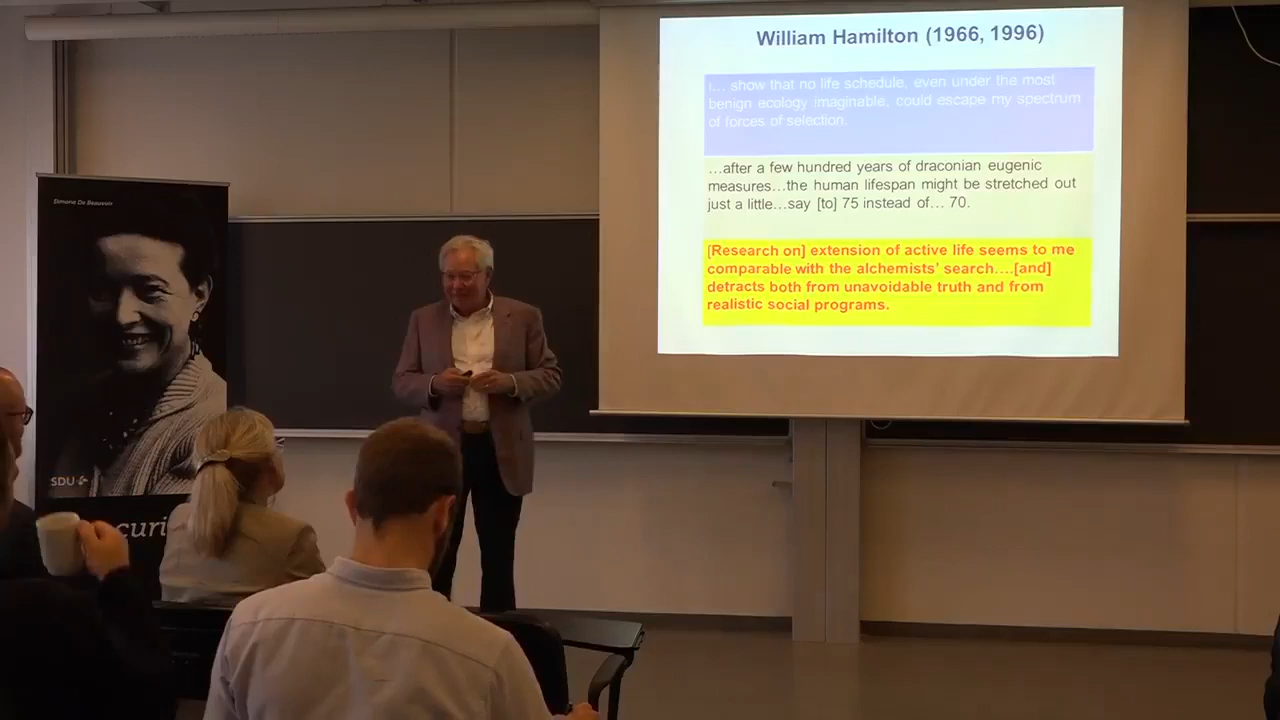 William Hamilton (1966, 1996)
I… show that no life schedule, even under the most
benign ecology imaginable, could escape my spectrum
of forces of selection.
…after a few hundred years of draconian eugenic
measures…the human lifespan might be stretched out
just a little…say [to] 75 instead of… 70.
[Research on] extension of active life seems to me
comparable with the alchemists' search….[and]
detracts both from unavoidable truth and from
realistic social programs.
Simone De Beauvoir
SDU
curi